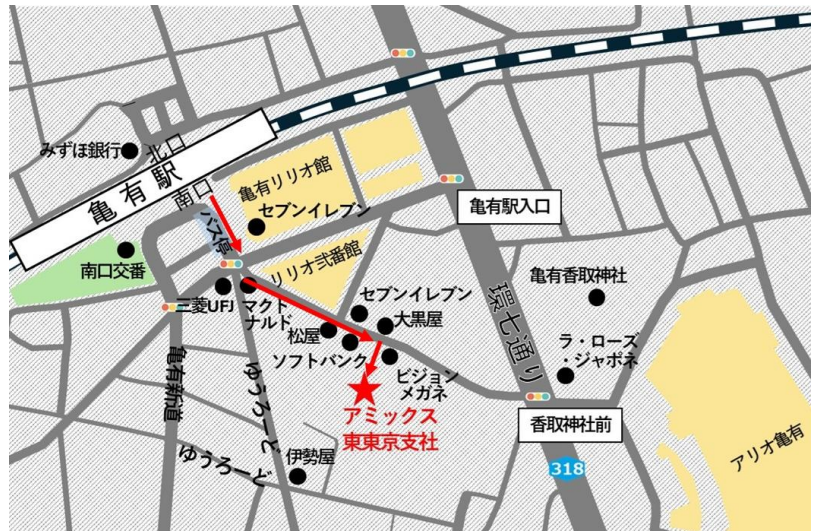 みずほ銀行
北口
亀有駅
南口
亀有リリオ館
セブンイレブン
バス停
南口交番
亀有駅入口
リリオ弐番館
三菱UFJ
マクド
ナルド
セブンイレブン
大黒屋
松屋
ソフトバンク
ビジョン
メガネ
環七通り
亀有香取神社
ラ・ローズ
・ジャポネ
亀有新道
ゆうろーど
アミックス
東東京支社
香取神社前
ゆうろーど
伊勢屋
318
アリオ亀有